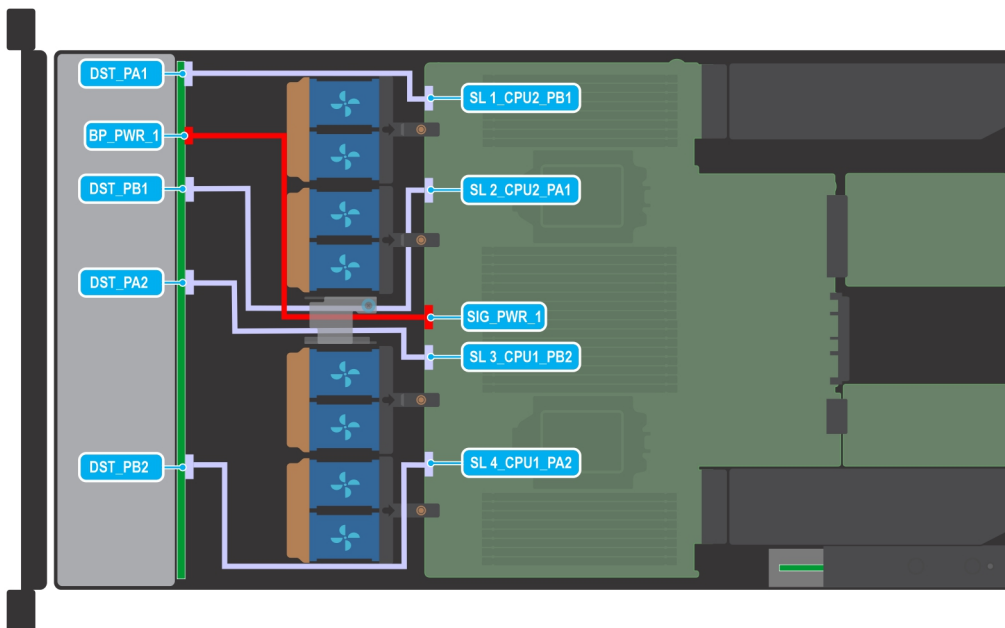 DST_PA1
BP_PWR_1
DST_PB1
DST_PA2
DST_PB2
SL 1_CPU2_PB1
SL 2_CPU2_PA1
SIG_PWR_1
SL 3_CPU1_PB2
SL 4_CPU1_PA2